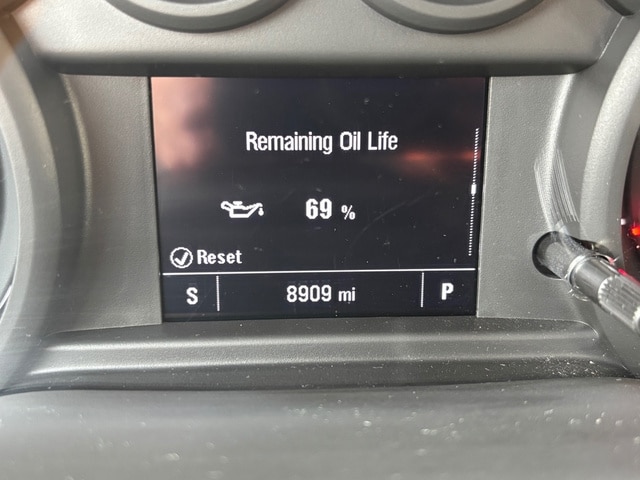 Remaining Oil Life
69 %
Reset
S 8909 mi P